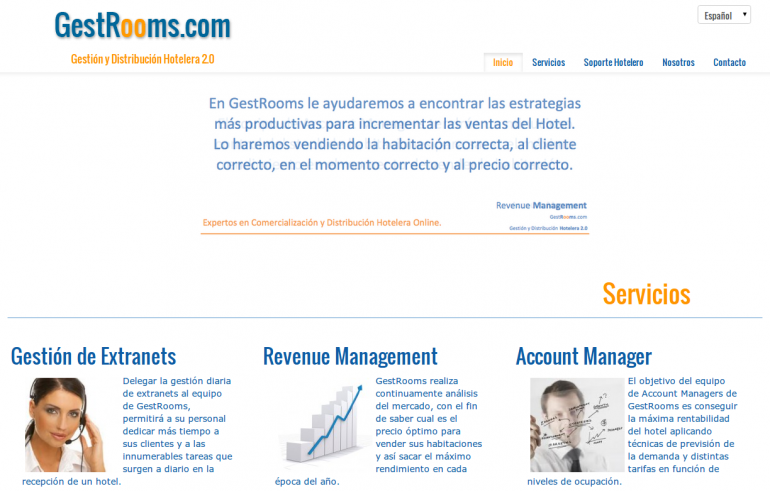 GestRooms.com
Español
Gestión y Distribución Hotelera 2.0
Inicio Servicios Soporte Hotelero Nosotros Contacto
En GestRooms le ayudaremos a encontrar las estrategias
más productivas para incrementar las ventas del Hotel.
Lo haremos vendiendo la habitación correcta, al cliente
correcto, en el momento correcto y al precio correcto.
Revenue Management
GestRooms.com
Expertos en Comercialización y Distribución Hotelera Online.
Gestión y Distribución Hotelera 2.0
Servicios
Gestión de Extranets
Delegar la gestión diaria
de extranets al equipo
de GestRooms,
permitirá a su personal
dedicar más tiempo a
sus clientes y a las
innumerables tareas que
surgen a diario en la
recepción de un hotel.
Revenue Management
GestRooms realiza
continuamente análisis
del mercado, con el fin
de saber cual es el
precio óptimo para
vender sus habitaciones
y así sacar el máximo
rendimiento en cada
época del año.
Account Manager
El objetivo del equipo
de Account Managers de
GestRooms es conseguir
la máxima rentabilidad
del hotel aplicando
técnicas de previsión de
la demanda y distintas
tarifas en función de
niveles de ocupación.